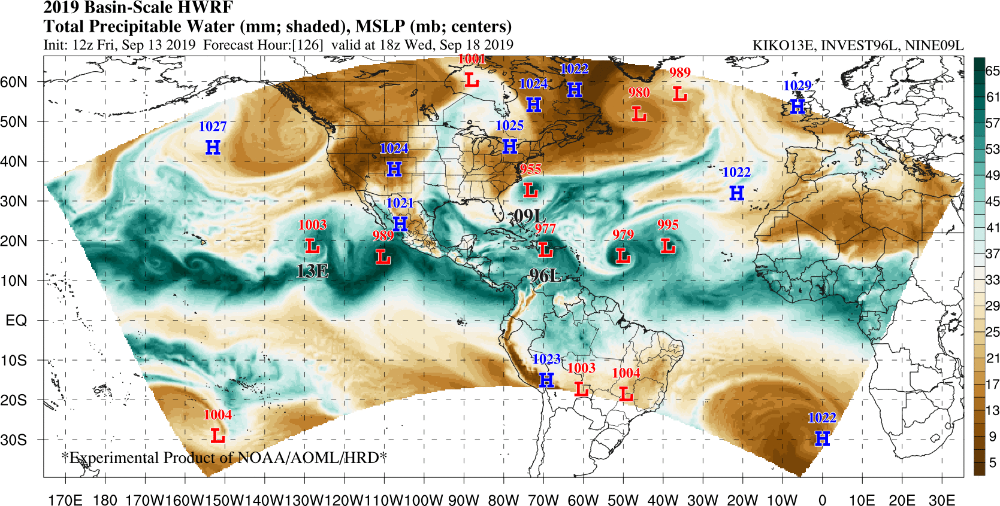 2019 Basin-Scale HWRF
Total Precipitable Water (mm; shaded), MSLP (mb; centers)
Init: 12z Fri, Sep 13 2019 Forecast Hour:[126] valid at 18z Wed, Sep 18 2019
KIKO13E, INVEST96L, NINE09L
1001
L
1022
H
989
L
1024
H
980
L
1029
H
1027
H
1025
H
1024
H
955
L
1022
H
09L
1021
H
1003
L
989
L
977
L
979
L
995
L
13E
96L
1023
H
1003
L
1004
L
1004
L
1022
H
*Experimental Product of NOAA/AOML/HRD*
60N
50N
40N
30N
20N
10N
EQ
10S
20S
30S
170E 180 170W 160W 150W 140W 130W 120W 110W 100W 90W 80W 70W 60W 50W 40W 30W 20W 10W 0 10E 20E 30E
65
61
57
53
49
45
41
37
33
29
25
21
17
13
9
5